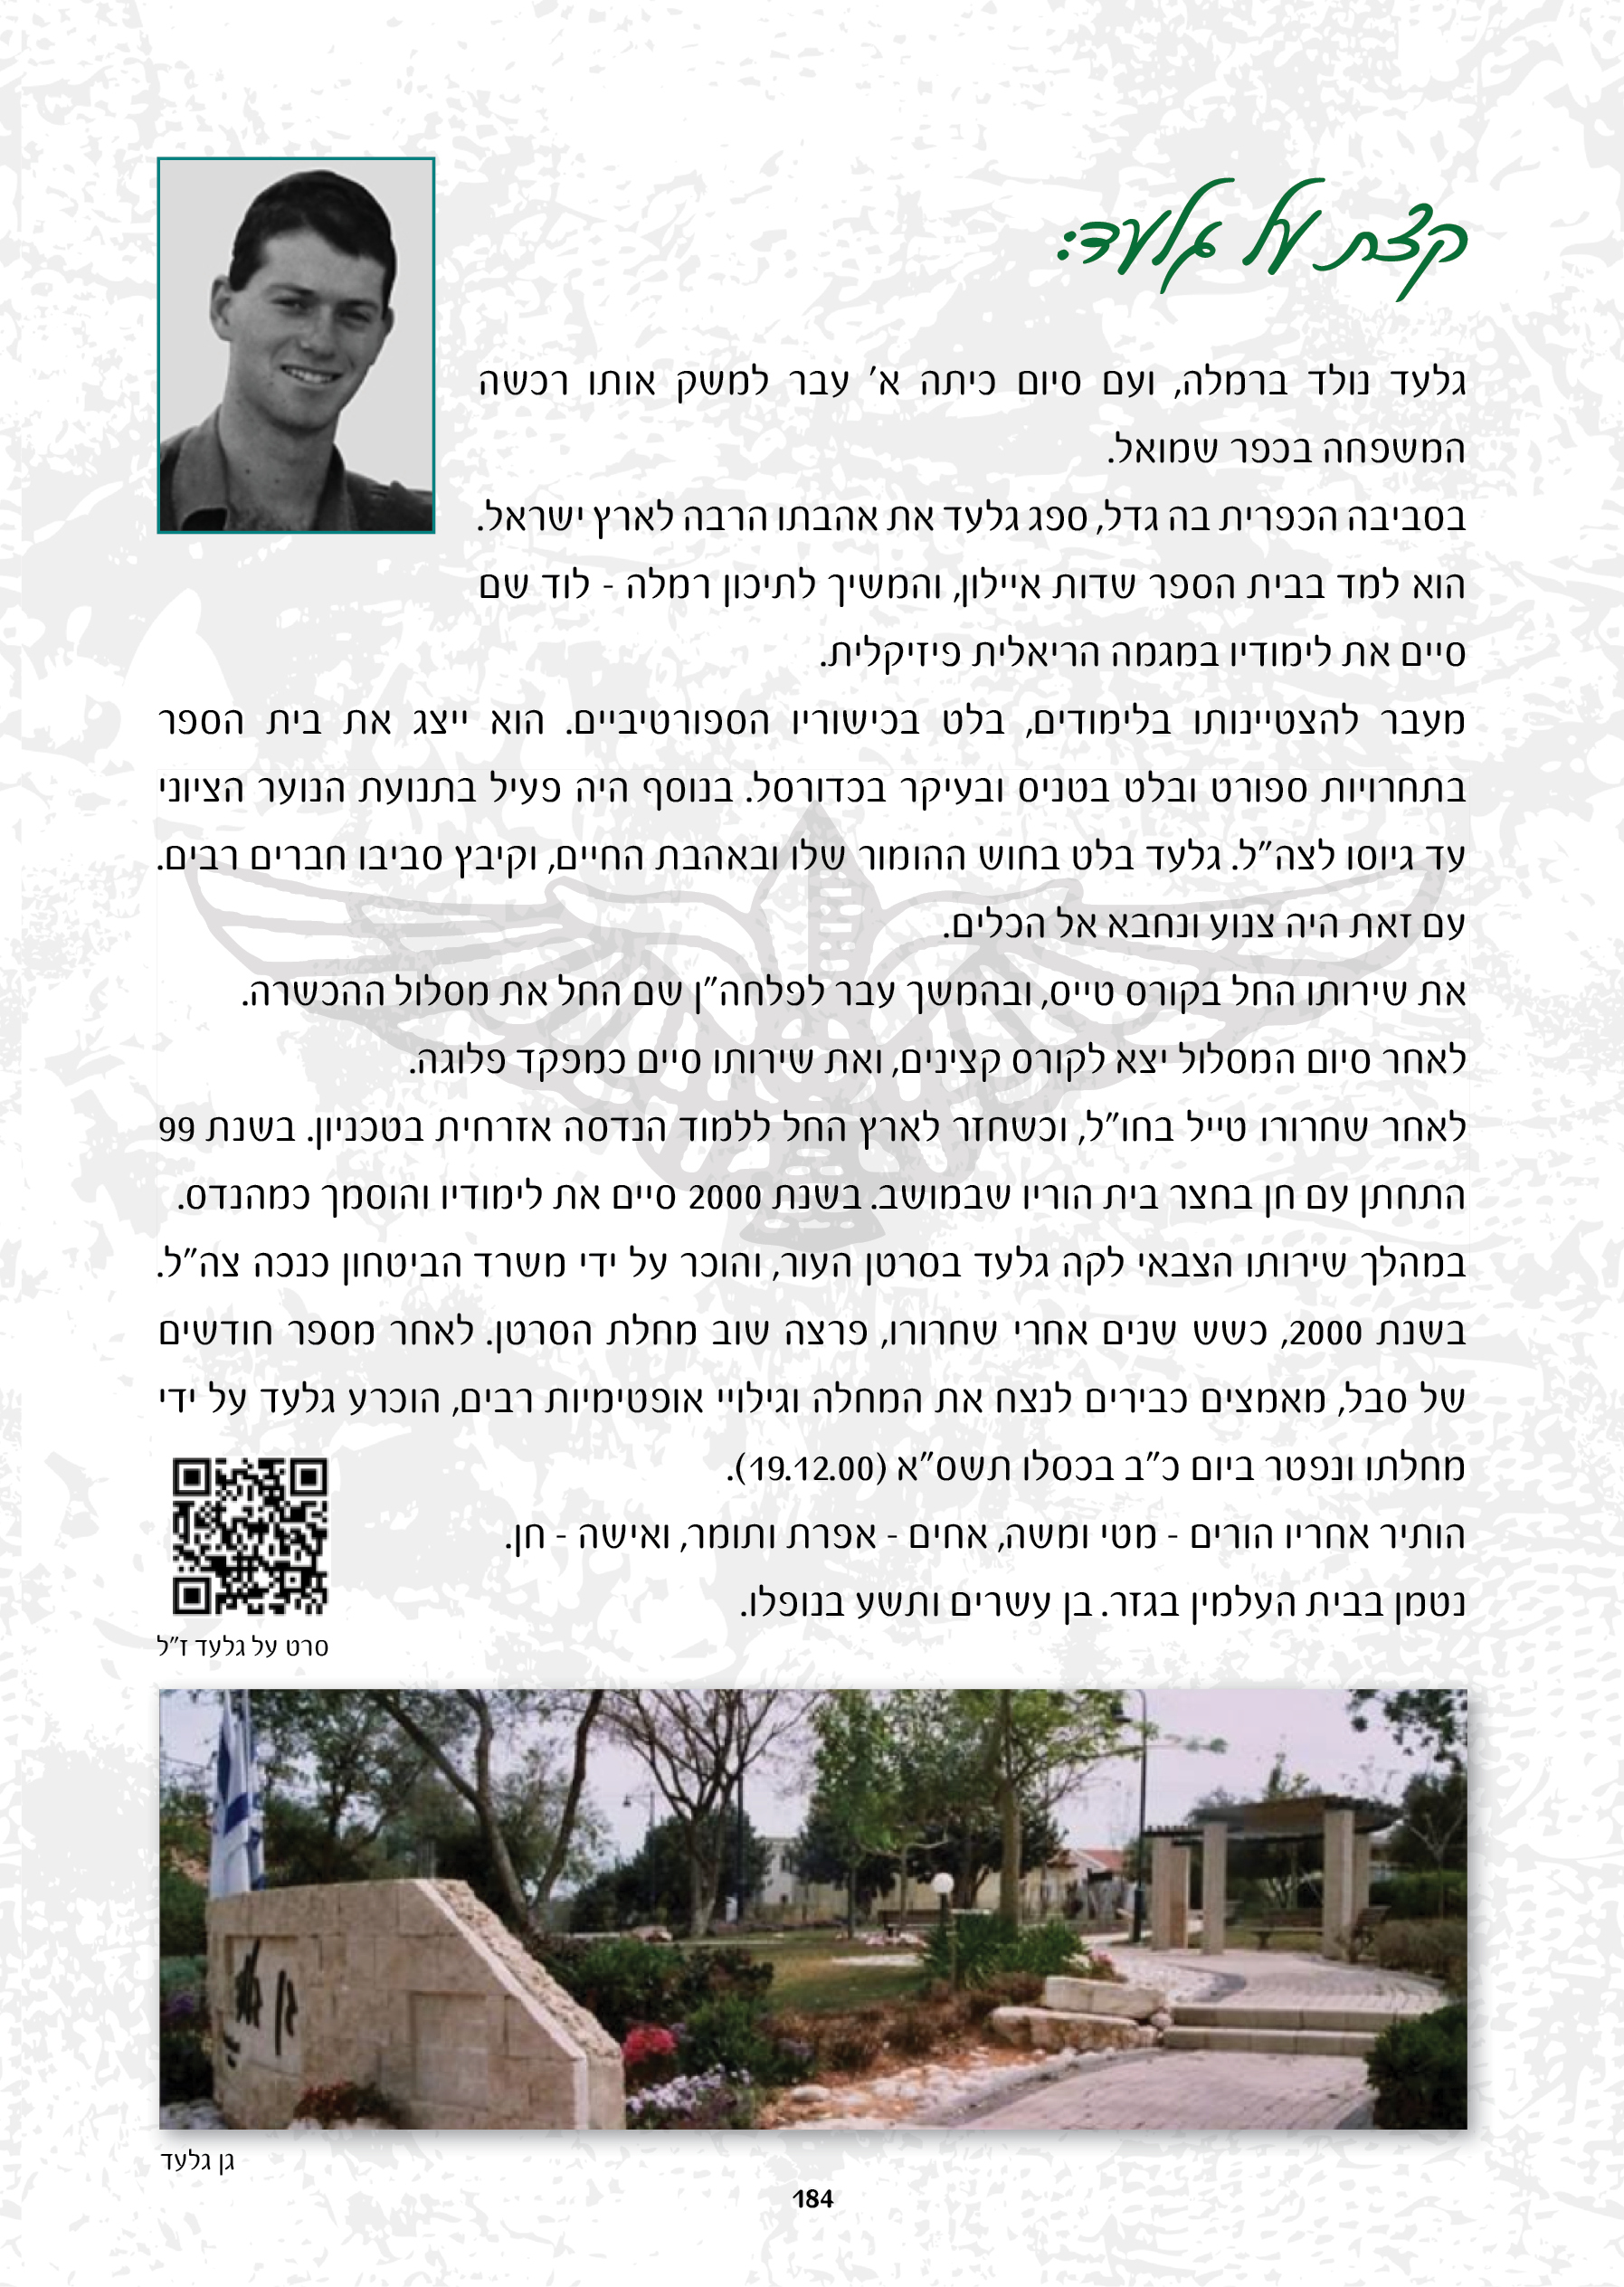 קצת על גלעד:
גלעד נולד ברמלה, ועם סיום כיתה א' עבר למשק אותו רכשה
המשפחה בכפר שמואל.
בסביבה הכפרית בה גדל, ספג גלעד את אהבתו הרבה לארץ ישראל.
הוא למד בבית הספר שדות איילון, והמשיך לתיכון רמלה - לוד שם
סיים את לימודיו במגמה הריאלית פיזיקלית.
מעבר להצטיינותו בלימודים, בלט בכישוריו הספורטיביים. הוא ייצג את בית הספר
בתחרויות ספורט ובלט בטניס ובעיקר בכדורסל. בנוסף היה פעיל בתנועת הנוער הציוני
עד גיוסו לצה"ל. גלעד בלט בחוש ההומור שלו ובאהבת החיים, וקיבץ סביבו חברים רבים.
עם זאת היה צנוע ונחבא אל הכלים.
את שירותו החל בקורס טייס, ובהמשך עבר לפלחה"ן שם החל את מסלול ההכשרה.
לאחר סיום המסלול יצא לקורס קצינים, ואת שירותו סיים כמפקד פלוגה.
לאחר שחרורו טייל בחו"ל, וכשחזר לארץ החל ללמוד הנדסה אזרחית בטכניון. בשנת 99
התחתן עם חן בחצר בית הוריו שבמושב. בשנת 2000 סיים את לימודיו והוסמך כמהנדס.
במהלך שירותו הצבאי לקה גלעד בסרטן העור, והוכר על ידי משרד הביטחון כנכה צה"ל.
בשנת 2000, כשש שנים אחרי שחרורו, פרצה שוב מחלת הסרטן. לאחר מספר חודשים
של סבל, מאמצים כבירים לנצח את המחלה וגילויי אופטימיות רבים, הוכרע גלעד על ידי
מחלתו ונפטר ביום כ"ב בכסלו תשס"א (19.12.00).
הותיר אחריו הורים - מטי ומשה, אחים - אפרת ותומר, ואישה - חן.
נטמן בבית העלמין בגזר. בן עשרים ותשע בנופלו.
סרט על גלעד ז"ל
גן גלעד
184